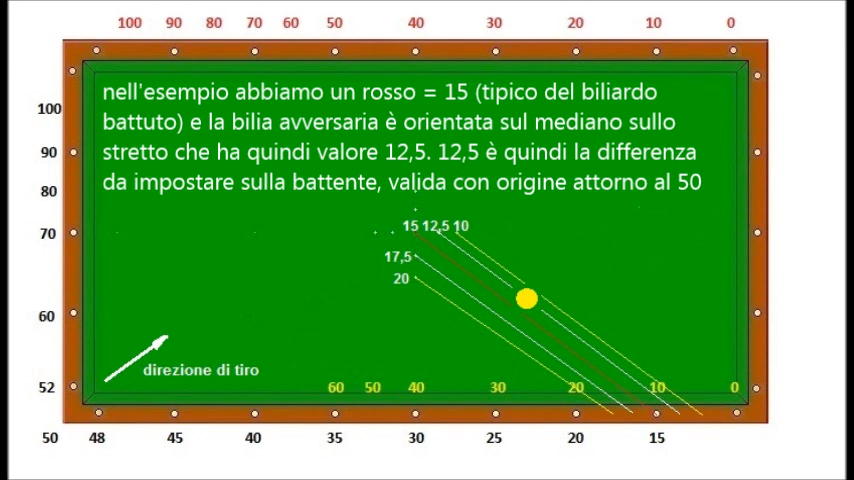 100 90 80 70 60 50 40 30 20 10 0
nell'esempio abbiamo un rosso = 15 (tipico del biliardo
battuto) e la bilia avversaria è orientata sul mediano sullo
stretto che ha quindi valore 12,5. 12,5 è quindi la differenza
da impostare sulla battente, valida con origine attorno al 50
100
90
80
70
60
52
15 12,5 10
17,5
20
direzione di tiro
60 50 40 30 20 10 0
50 48 45 40 35 30 25 20 15